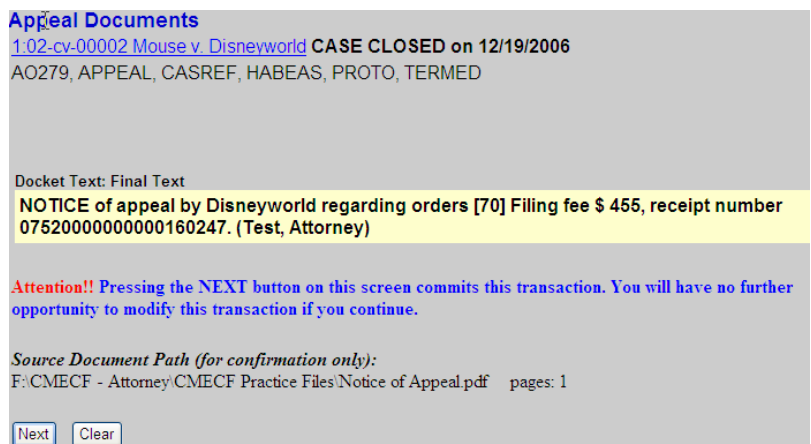 Appeal Documents
1:02-cv-00002 Mouse v. Disneyworld CASE CLOSED on 12/19/2006
AO279, APPEAL, CASREF, HABEAS, PROTO, TERMED
Docket Text: Final Text
NOTICE of appeal by Disneyworld regarding orders [70] Filing fee $ 455, receipt number
07520000000000160247. (Test, Attorney)
Attention!! Pressing the NEXT button on this screen commits this transaction. You will have no further
opportunity to modify this transaction if you continue.
Source Document Path (for confirmation only):
F:\CMECF - Attorney\CMECF Practice Files\Notice of Appeal.pdf pages: 1
Next Clear